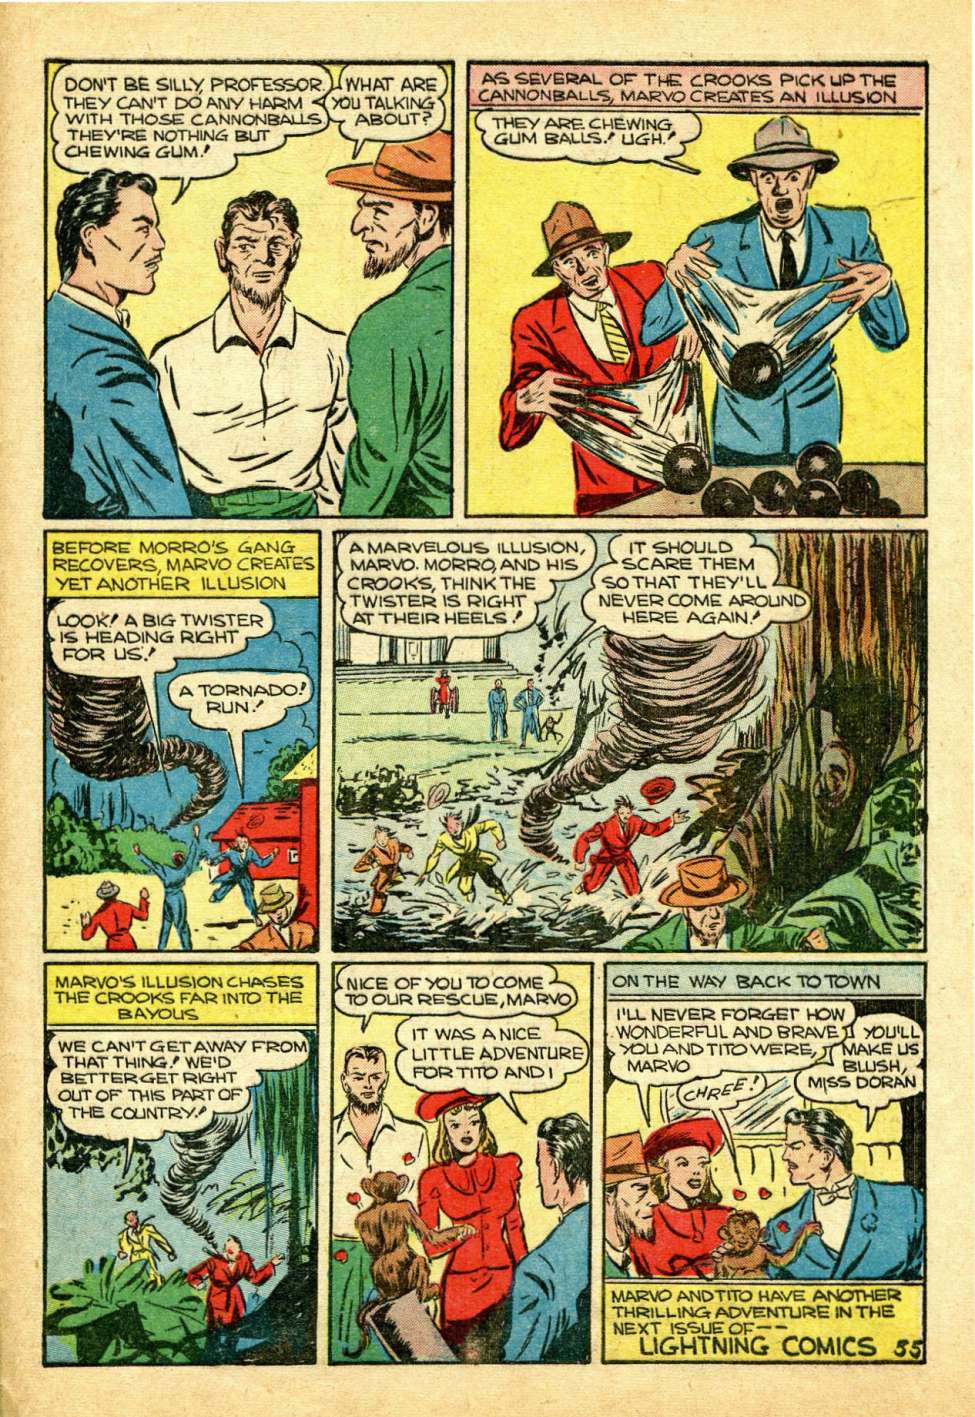 DON'T BE SILLY, PROFESSOR.
THEY CAN'T DO ANY HARM
WITH THOSE CANNONBALLS
THEY'RE NOTHING BUT
CHEWING GUM!
WHAT ARE
YOU TALKING
ABOUT?
AS SEVERAL OF THE CROOKS PICK UP THE
CANNONBALLS, MARVO CREATES AN ILLUSION
THEY ARE CHEWING
GUM BALLS! UGH!
BEFORE MORRO'S GANG
RECOVERS, MARVO CREATES
YET ANOTHER ILLUSION
LOOK! A BIG TWISTER
IS HEADING RIGHT
FOR US!
A TORNADO!
RUN!
A MARVELOUS ILLUSION,
MARVO. MORRO, AND HIS
CROOKS, THINK THE
TWISTER IS RIGHT
AT THEIR HEELS!
IT SHOULD
SCARE THEM
SO THAT THEY'LL
NEVER COME AROUND
HERE AGAIN!
MARVO'S ILLUSION CHASES
THE CROOKS FAR INTO THE
BAYOUS
WE CAN'T GET AWAY FROM
THAT THING! WE'D
BETTER GET RIGHT
OUT OF THIS PART OF
THE COUNTRY!
NICE OF YOU TO COME
TO OUR RESCUE, MARVO
IT WAS A NICE
LITTLE ADVENTURE
FOR TITO AND I
ON THE WAY BACK TO TOWN
I'LL NEVER FORGET HOW
WONDERFUL AND BRAVE
YOU AND TITO WERE,
MARVO
CHREE!
YOU'LL
MAKE US
BLUSH,
MISS DORAN
MARVO AND TITO HAVE ANOTHER
THRILLING ADVENTURE IN THE
NEXT ISSUE OF--
LIGHTNING COMICS 55